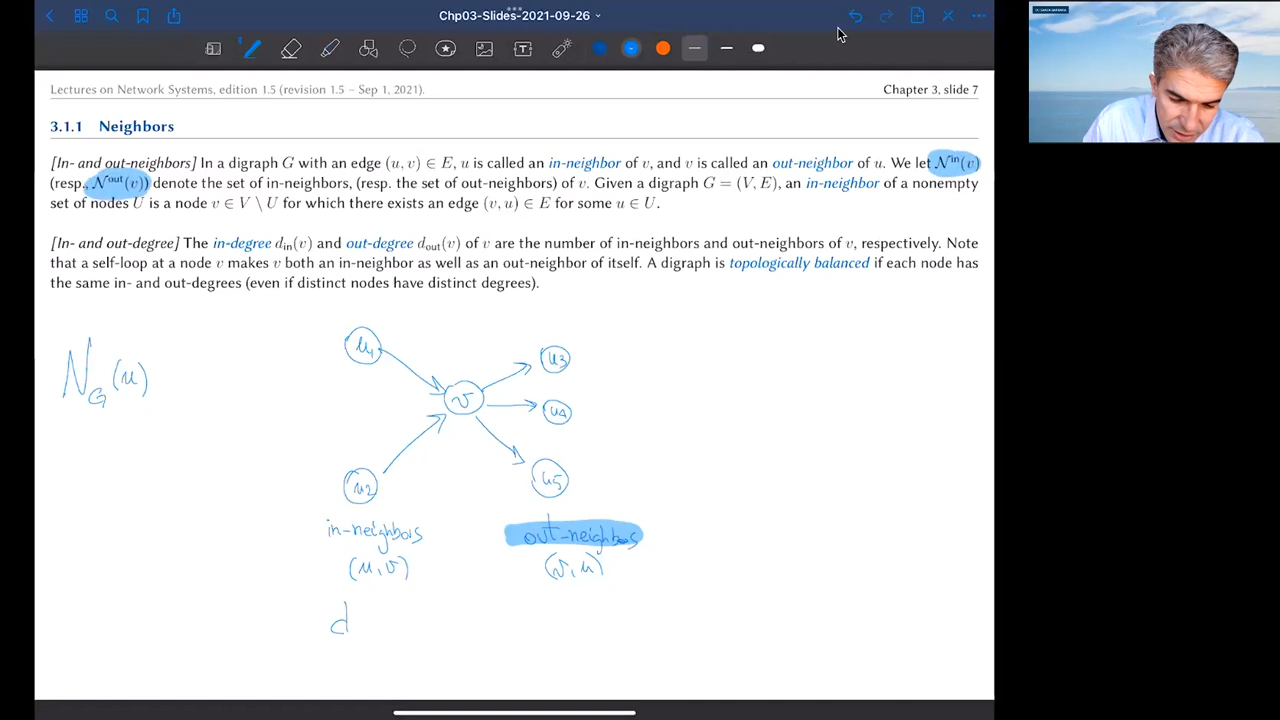 Chp03-Slides-2021-09-26
Lectures on Network Systems, edition 1.5 (revision 1.5 – Sep 1, 2021).
Chapter 3, slide 7
3.1.1 Neighbors
[In- and out-neighbors] In a digraph G with an edge (u, v) ∈ E, u is called an in-neighbor of v, and v is called an out-neighbor of u. We let 𝒩ⁱⁿ(v)
(resp., 𝒩ᵒᵘᵗ(v)) denote the set of in-neighbors, (resp. the set of out-neighbors) of v. Given a digraph G = (V, E), an in-neighbor of a nonempty
set of nodes U is a node v ∈ V \ U for which there exists an edge (v, u) ∈ E for some u ∈ U.
[In- and out-degree] The in-degree d_in(v) and out-degree d_out(v) of v are the number of in-neighbors and out-neighbors of v, respectively. Note
that a self-loop at a node v makes v both an in-neighbor as well as an out-neighbor of itself. A digraph is topologically balanced if each node has
the same in- and out-degrees (even if distinct nodes have distinct degrees).
N_G(u)
u₁
u₃
v
u₄
u₂
u₅
in-neighbors
out-neighbors
(u,v)
(v,u)
d